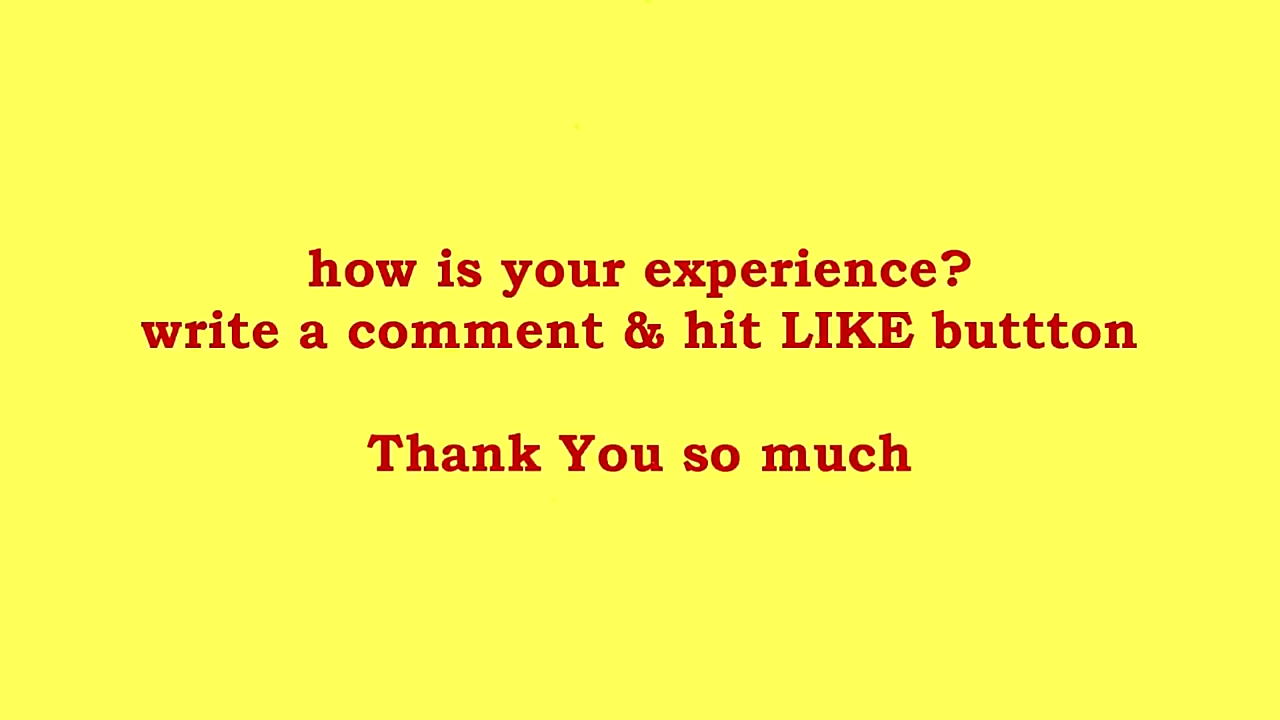 how is your experience?
write a comment & hit LIKE buttton
Thank You so much